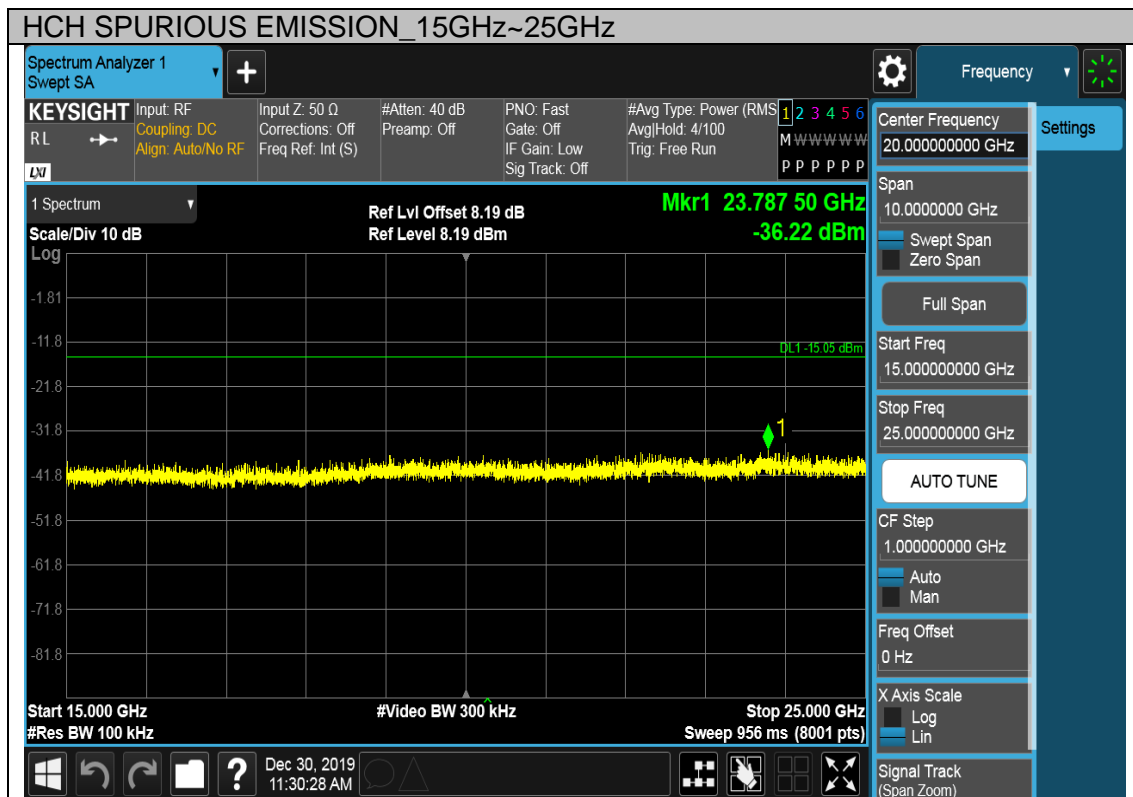 HCH SPURIOUS EMISSION_15GHz~25GHz
Spectrum Analyzer 1
Swept SA
+
Frequency
KEYSIGHT
RL
LXI
Input: RF
Coupling: DC
Align: Auto/No RF
Input Z: 50 Ω
Corrections: Off
Freq Ref: Int (S)
#Atten: 40 dB
Preamp: Off
PNO: Fast
Gate: Off
IF Gain: Low
Sig Track: Off
#Avg Type: Power (RMS
Avg|Hold: 4/100
Trig: Free Run
1 2 3 4 5 6
M W W W W W
P P P P P P
1 Spectrum
Scale/Div 10 dB
Log
Ref Lvl Offset 8.19 dB
Ref Level 8.19 dBm
Mkr1 23.787 50 GHz
-36.22 dBm
-1.81
-11.8
DL1 -15.05 dBm
-21.8
-31.8
1
-41.8
-51.8
-61.8
-71.8
-81.8
Start 15.000 GHz
#Res BW 100 kHz
#Video BW 300 kHz
Stop 25.000 GHz
Sweep 956 ms (8001 pts)
Center Frequency
20.000000000 GHz
Settings
Span
10.0000000 GHz
Swept Span
Zero Span
Full Span
Start Freq
15.000000000 GHz
Stop Freq
25.000000000 GHz
AUTO TUNE
CF Step
1.000000000 GHz
Auto
Man
Freq Offset
0 Hz
X Axis Scale
Log
Lin
Signal Track
(Span Zoom)
?
Dec 30, 2019
11:30:28 AM